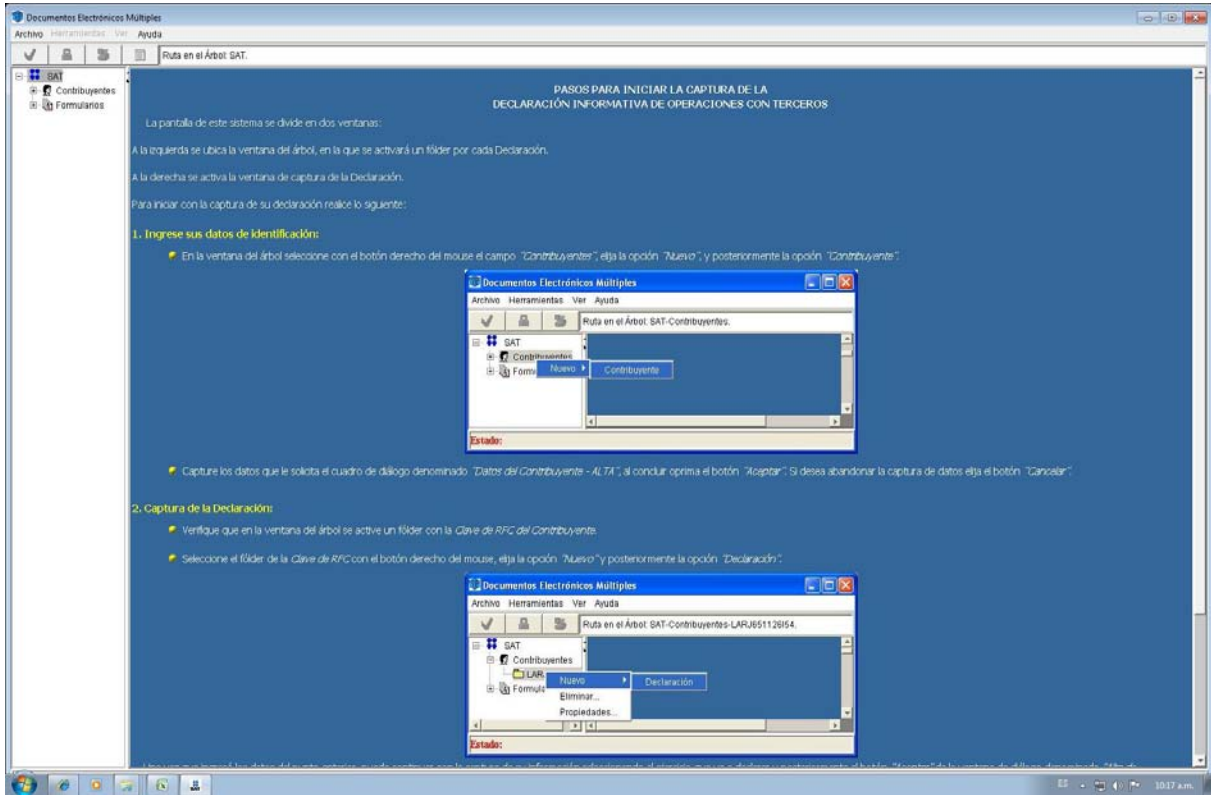 Documentos Electrónicos Múltiples
Archivo Herramientas Ver Ayuda
Ruta en el Árbol: SAT.
SAT
Contribuyentes
Formularios
PASOS PARA INICIAR LA CAPTURA DE LA
DECLARACIÓN INFORMATIVA DE OPERACIONES CON TERCEROS
La pantalla de este sistema se divide en dos ventanas:
A la izquierda se ubica la ventana del árbol, en la que se activará un fólder por cada Declaración.
A la derecha se activa la ventana de captura de la Declaración.
Para iniciar con la captura de su declaración realice lo siguiente:
1. Ingrese sus datos de identificación:
En la ventana del árbol seleccione con el botón derecho del mouse el campo "Contribuyentes", elija la opción "Nuevo", y posteriormente la opción "Contribuyente".
Documentos Electrónicos Múltiples
Archivo Herramientas Ver Ayuda
Ruta en el Árbol: SAT-Contribuyentes.
SAT
Contribuyentes
Formu
Nuevo
Contribuyente
Estado:
Capture los datos que le solicita el cuadro de diálogo denominado "Datos del Contribuyente - ALTA", al concluir oprima el botón "Aceptar". Si desea abandonar la captura de datos elija el botón "Cancelar".
2. Captura de la Declaración:
Verifique que en la ventana del árbol se active un fólder con la Clave de RFC del Contribuyente.
Seleccione el fólder de la Clave de RFC con el botón derecho del mouse, elija la opción "Nuevo" y posteriormente la opción "Declaración".
Documentos Electrónicos Múltiples
Archivo Herramientas Ver Ayuda
Ruta en el Árbol: SAT-Contribuyentes-LARJ651126I54.
SAT
Contribuyentes
LAR
Formula
Nuevo
Declaración
Eliminar...
Propiedades...
Estado:
ES
10:17 a.m.